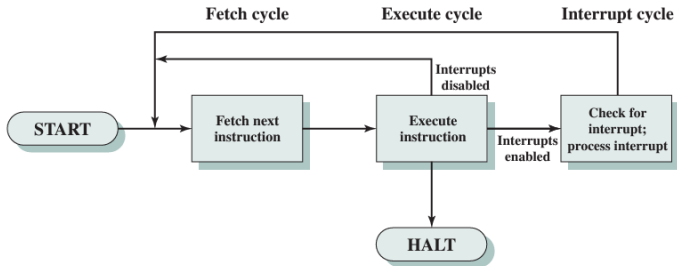 Fetch cycle
Execute cycle
Interrupt cycle
Interrupts
disabled
START
Fetch next
instruction
Execute
instruction
Interrupts
enabled
Check for
interrupt;
process interrupt
HALT